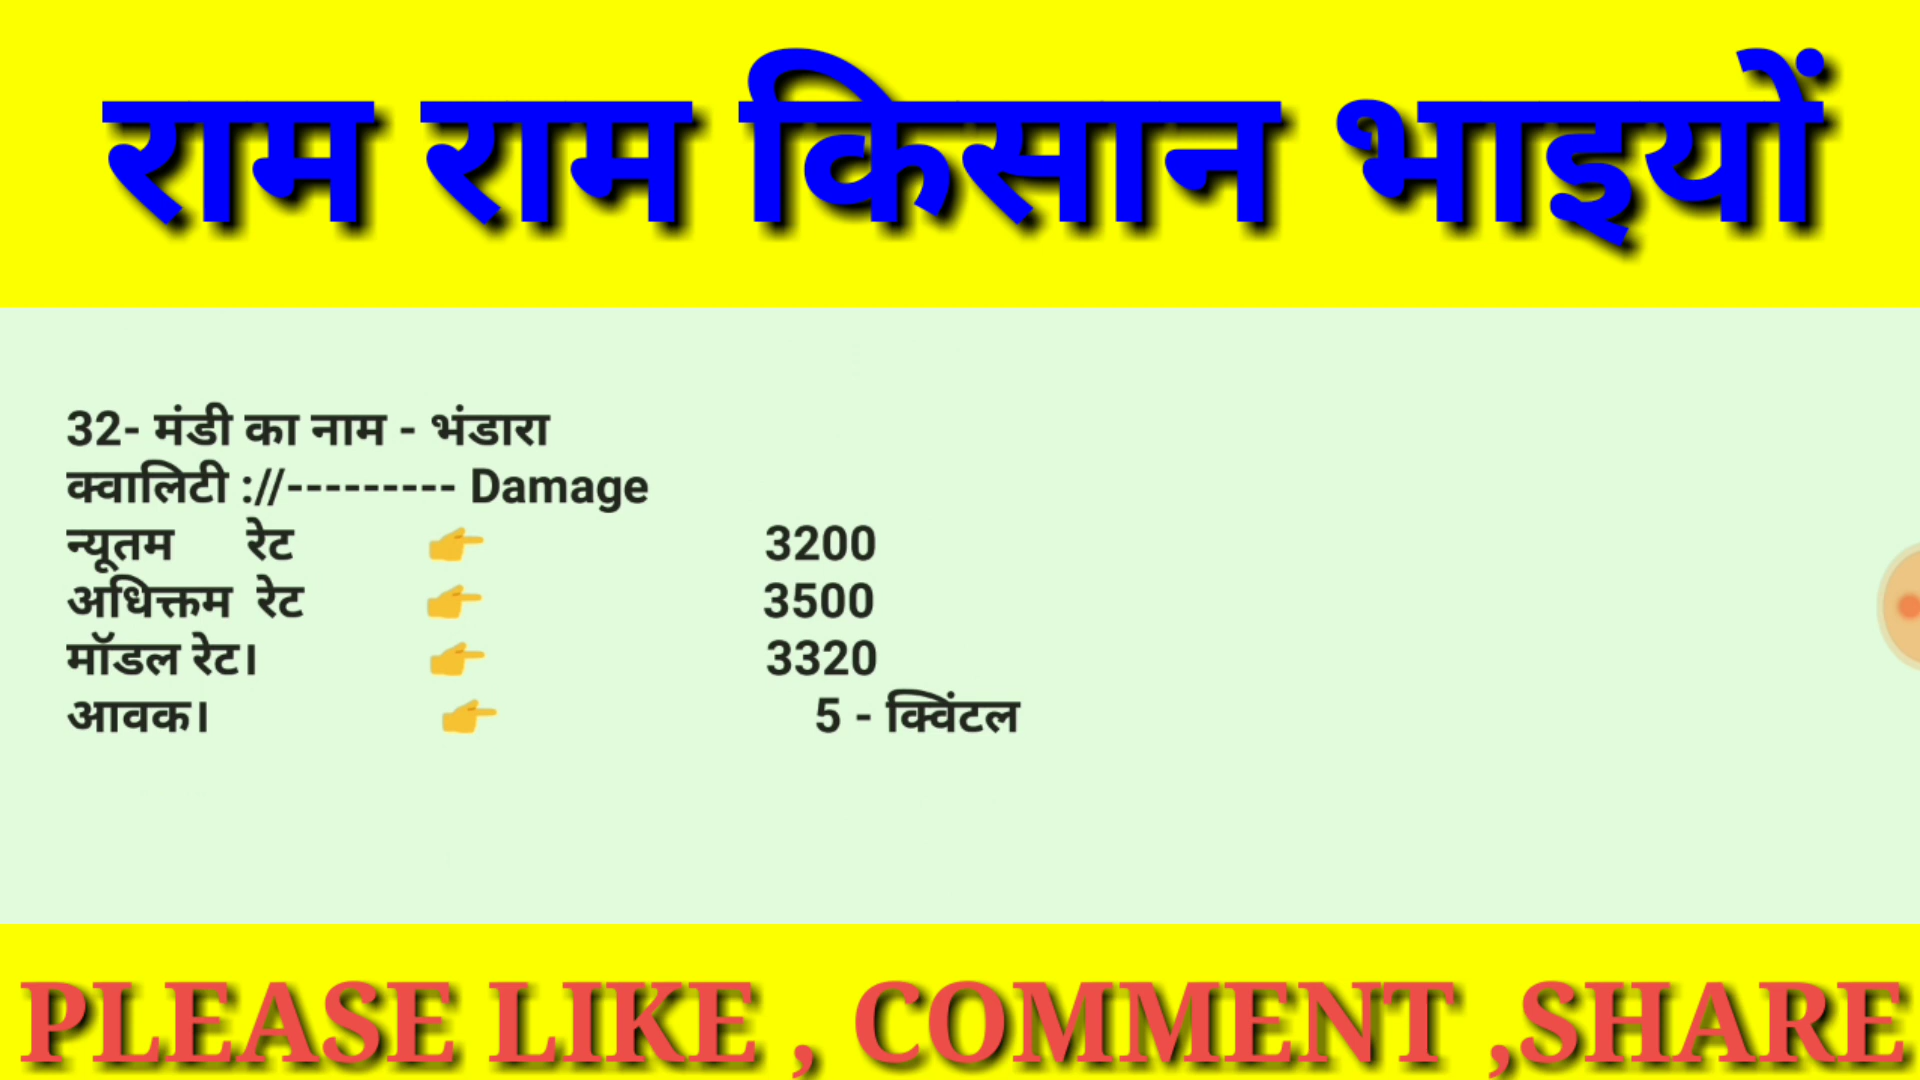 राम राम किसान भाइयों
32- मंडी का नाम - भंडारा
क्वालिटी ://--------- Damage
न्यूतम रेट 👉 3200
अधिक्तम रेट 👉 3500
मॉडल रेट। 👉 3320
आवक। 👉 5 - क्विंटल
PLEASE LIKE , COMMENT ,SHARE